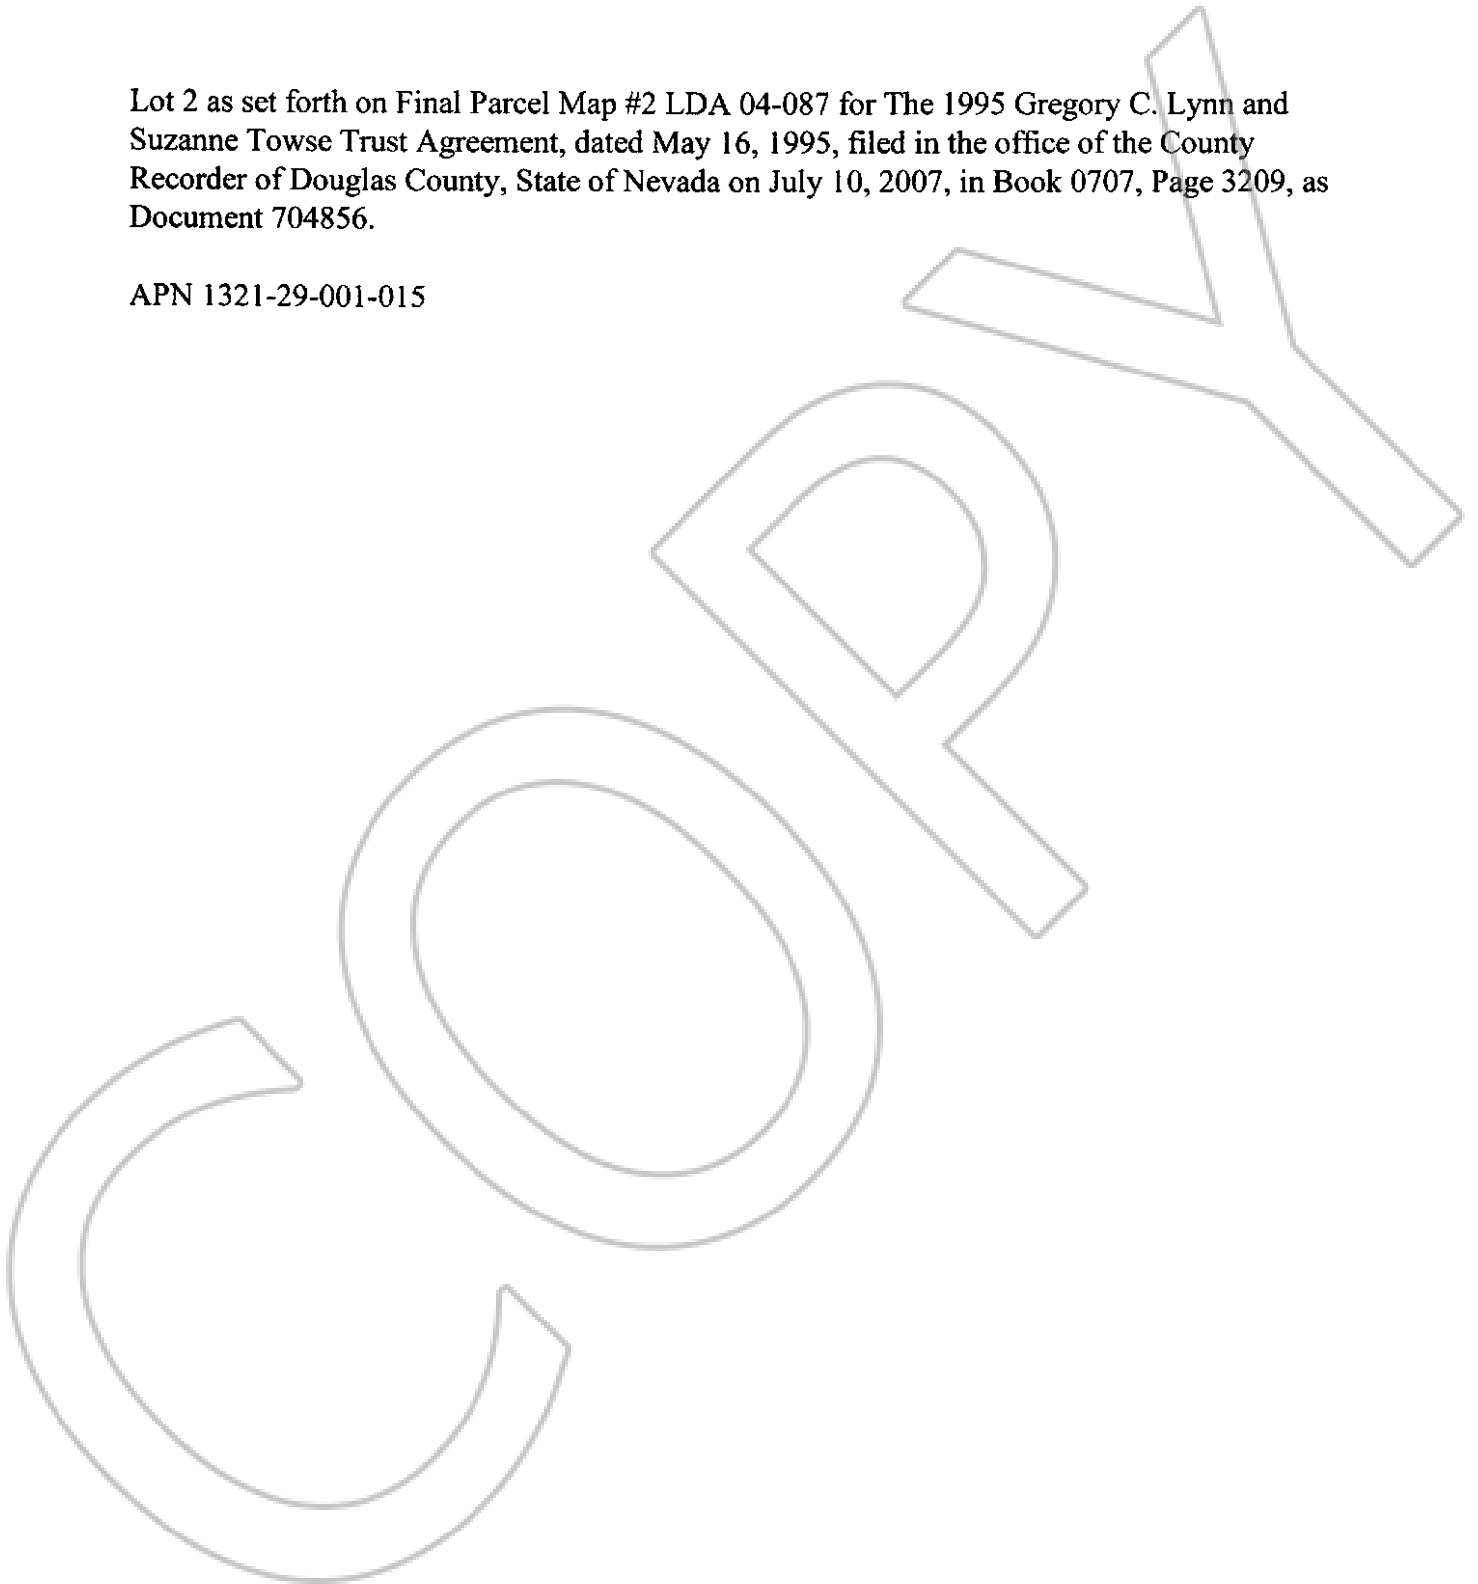 Lot 2 as set forth on Final Parcel Map #2 LDA 04-087 for The 1995 Gregory C. Lynn and
Suzanne Towse Trust Agreement, dated May 16, 1995, filed in the office of the County
Recorder of Douglas County, State of Nevada on July 10, 2007, in Book 0707, Page 3209, as
Document 704856.
APN 1321-29-001-015
COPY